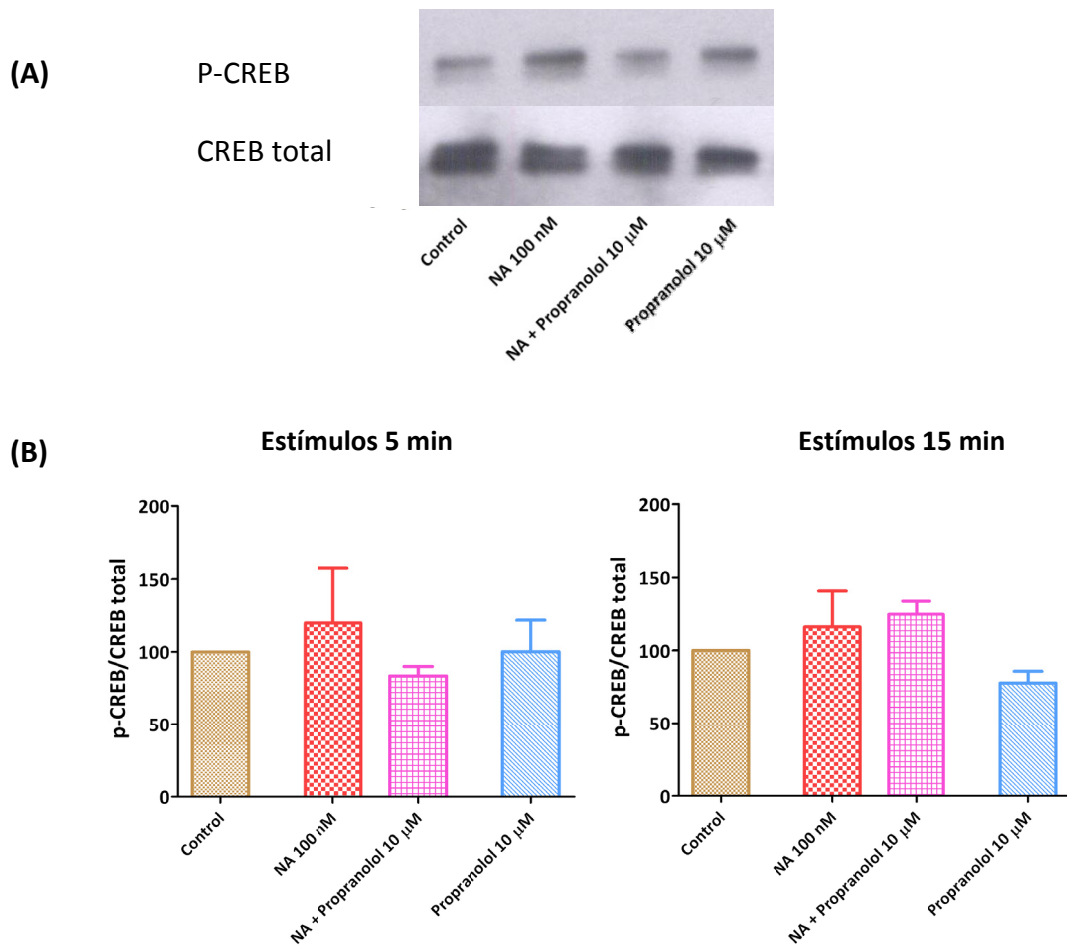 (A)
P-CREB
CREB total
Control
NA 100 nM
NA + Propranolol 10 μM
Propranolol 10 μM
(B)
Estímulos 5 min
p-CREB/CREB total
200
150
100
50
0
Control
NA 100 nM
NA + Propranolol 10 μM
Propranolol 10 μM
Estímulos 15 min
p-CREB/CREB total
200
150
100
50
0
Control
NA 100 nM
NA + Propranolol 10 μM
Propranolol 10 μM